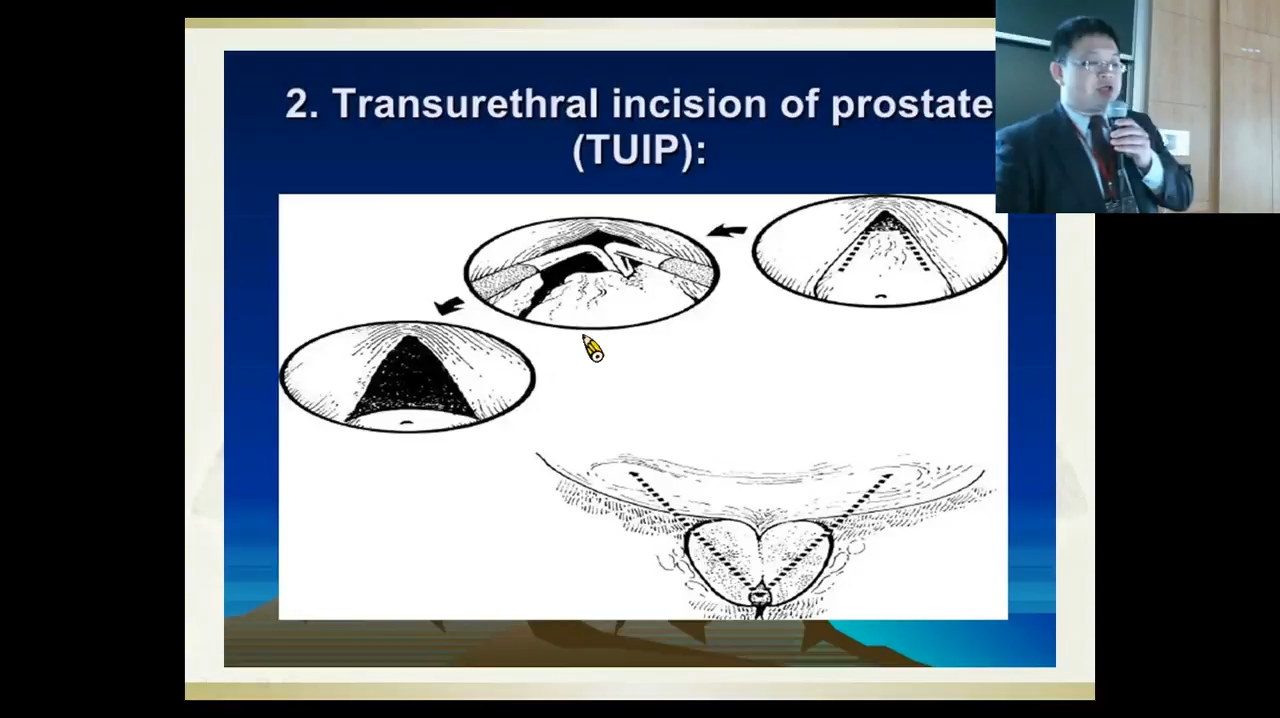 2. Transurethral incision of prostate
(TUIP):